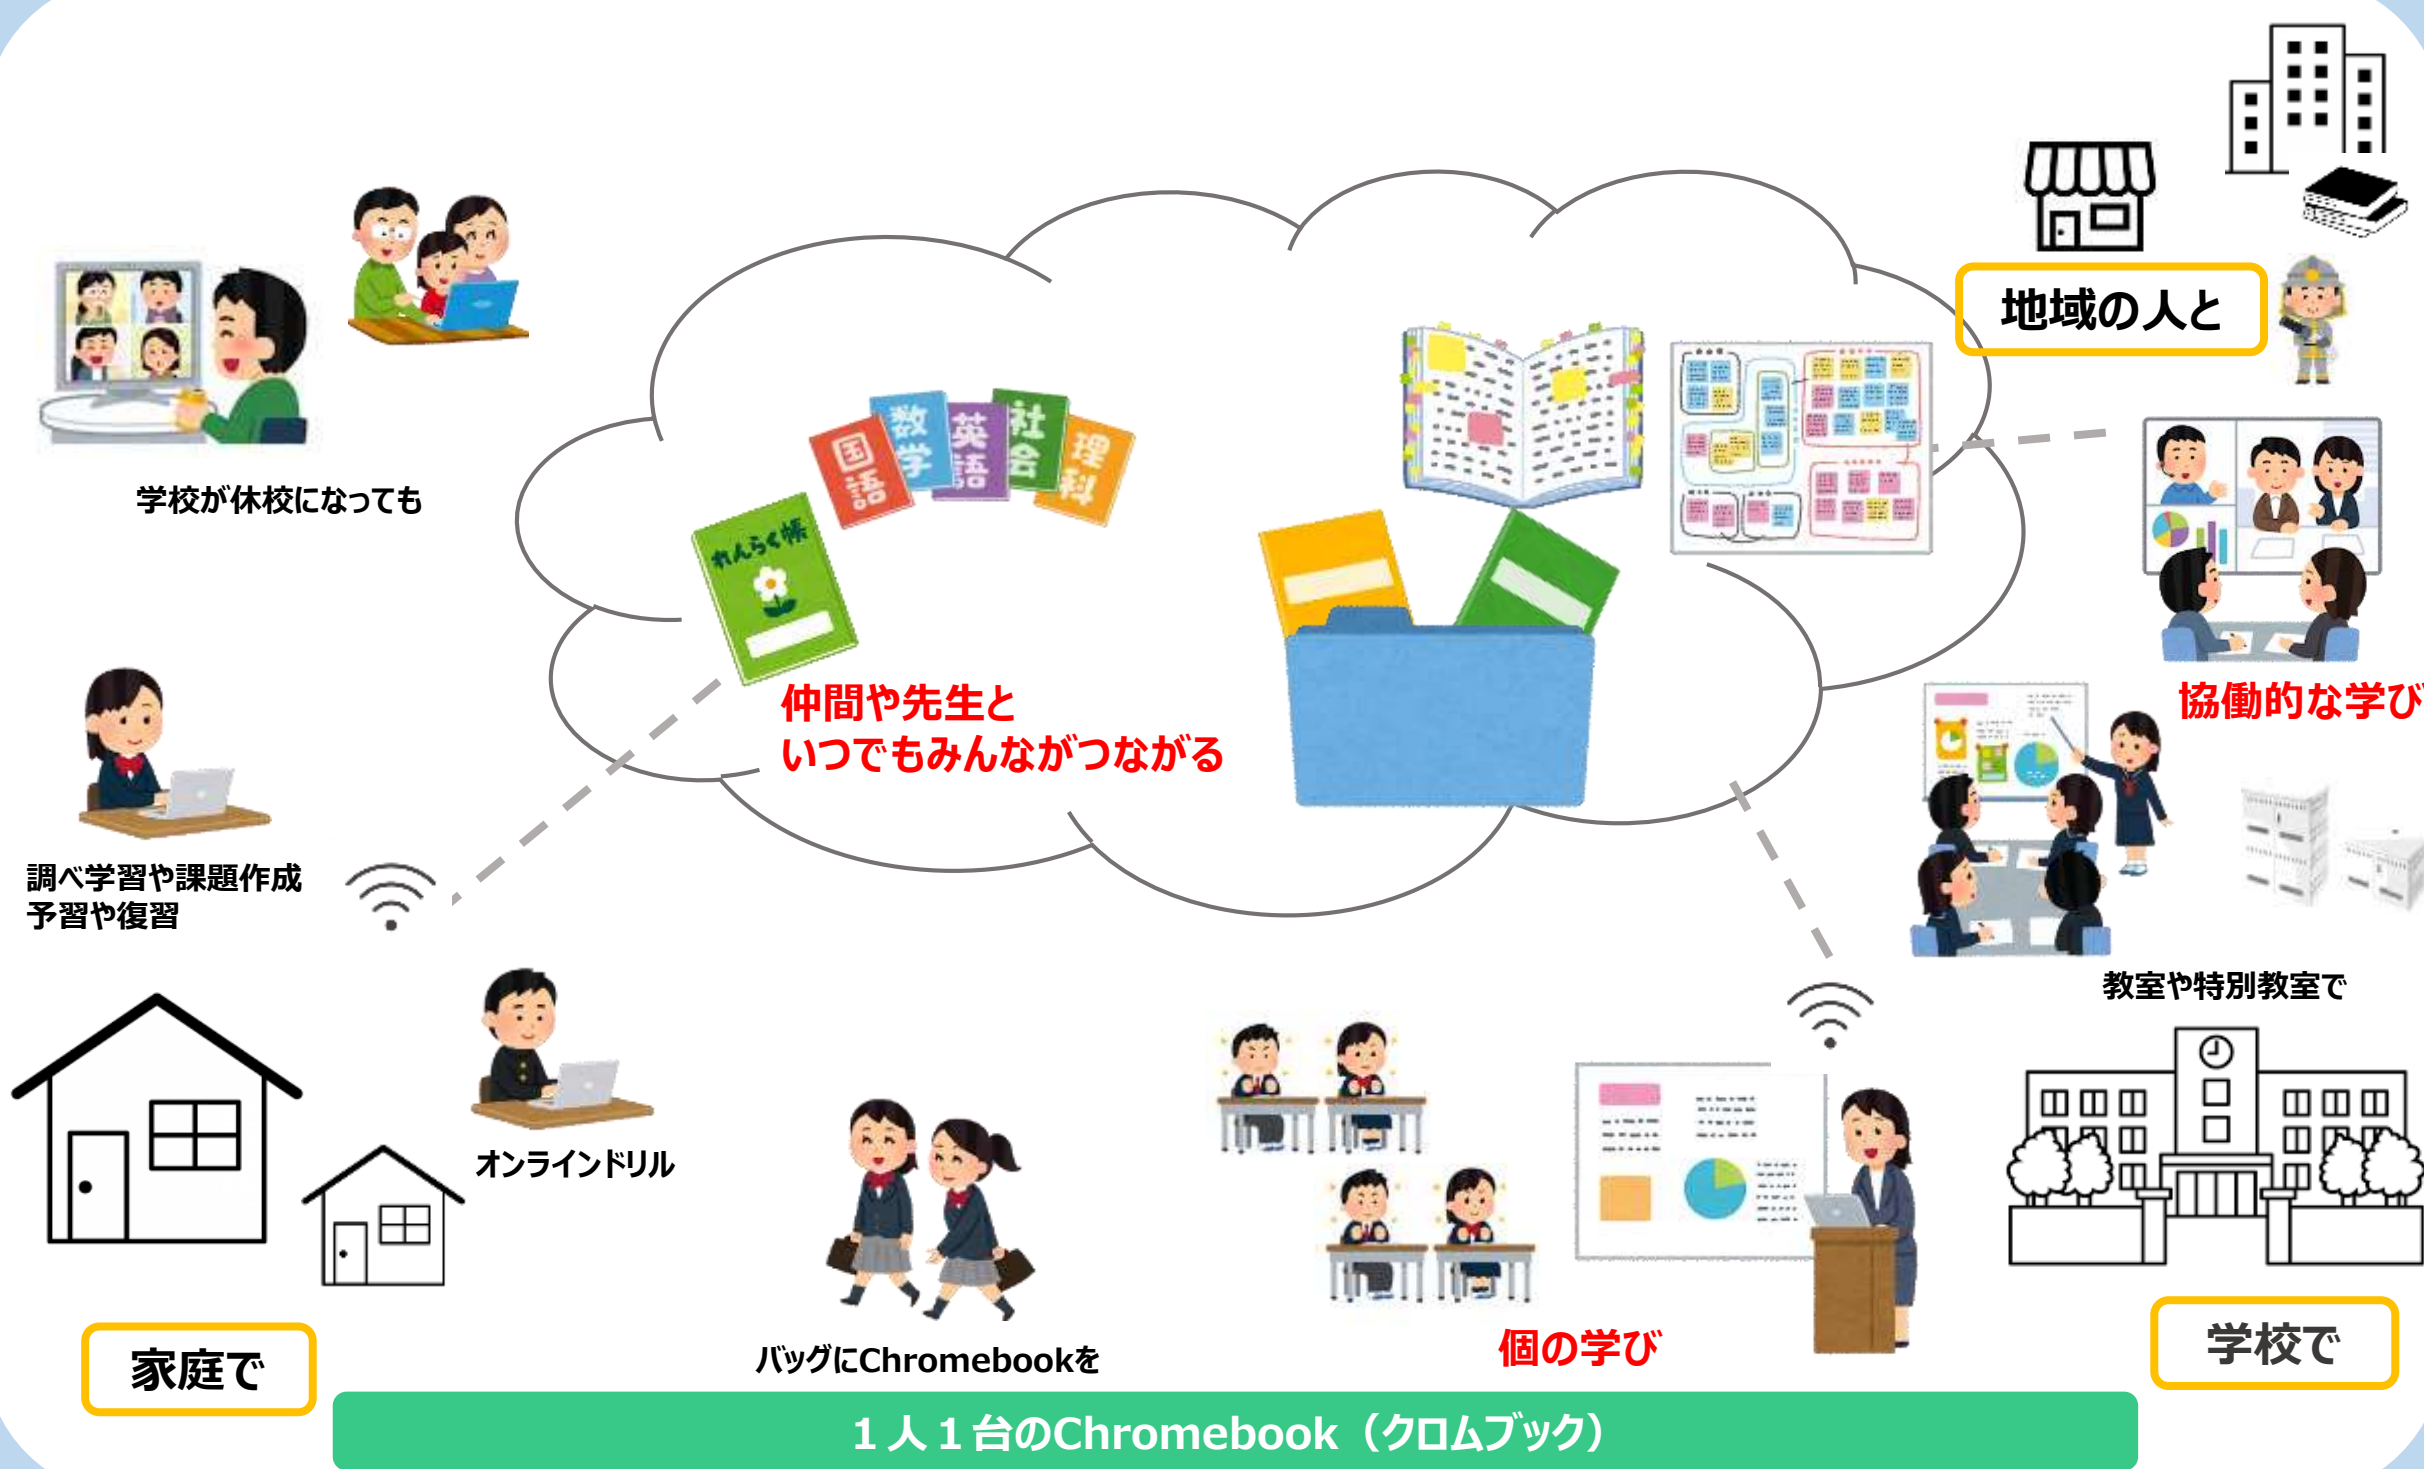 地域の人と
国語
数学
英語
社会
理科
学校が休校になっても
れんらく帳
仲間や先生と
いつでもみんながつながる
協働的な学び
調べ学習や課題作成
予習や復習
教室や特別教室で
オンラインドリル
バッグにChromebookを
個の学び
家庭で
学校で
１人１台のChromebook（クロムブック）